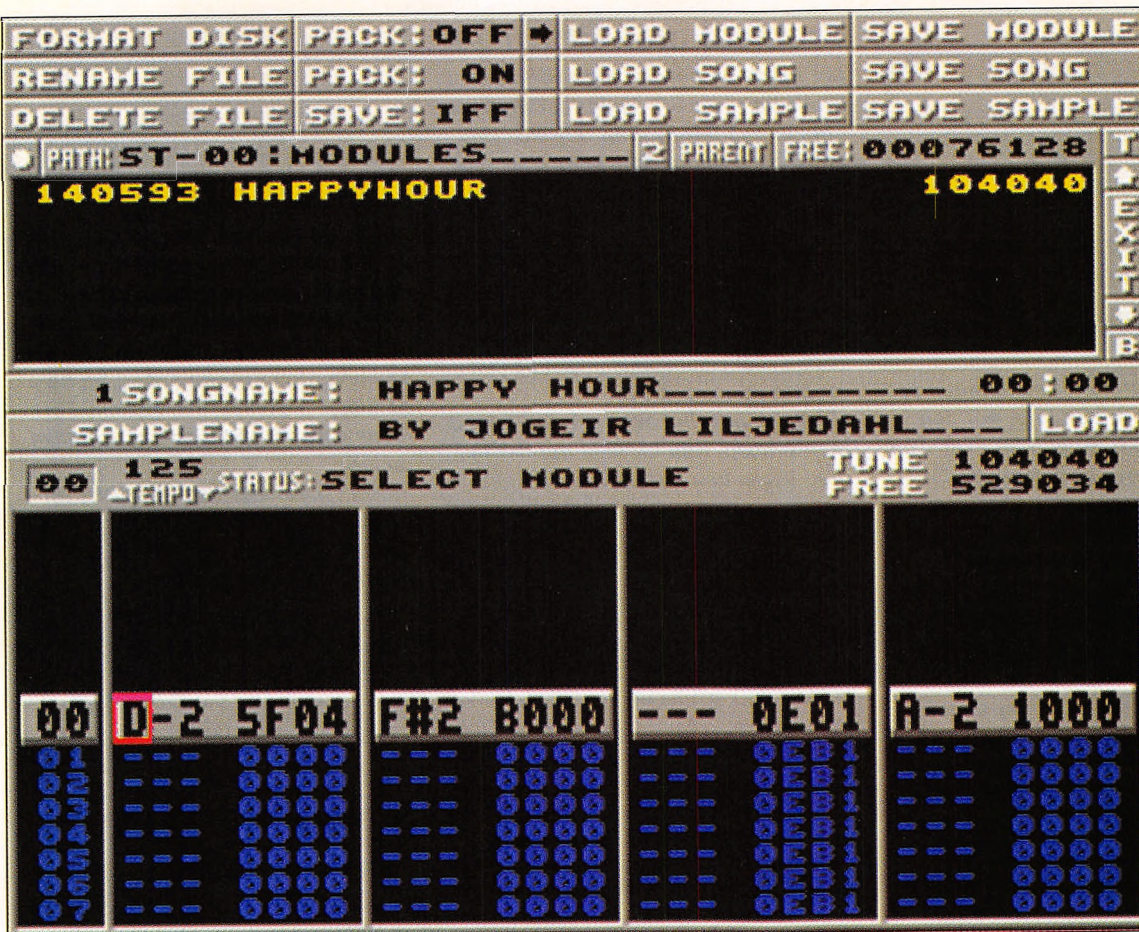 FORMAT DISK PACK:OFF LOAD MODULE SAVE MODULE
RENAME FILE PACK: ON LOAD SONG SAVE SONG
DELETE FILE SAVE:IFF LOAD SAMPLE SAVE SAMPLE
PATH:ST-00:MODULES_____ 2 PARENT FREE:00076128 T
140593 HAPPYHOUR 104040
EXIT
B
1 SONGNAME: HAPPY HOUR___________ 00:00
SAMPLENAME: BY JOGEIR LILJEDAHL___ LOAD
00 125 TEMPO STATUS:SELECT MODULE TUNE 104040
FREE 529034
00 D-2 5F04 F#2 B000 --- 0E01 A-2 1000
01 --- 0000 --- 0000 --- 0EB1 --- 0000
02 --- 0000 --- 0000 --- 0EB1 --- 0000
03 --- 0000 --- 0000 --- 0EB1 --- 0000
04 --- 0000 --- 0000 --- 0EB1 --- 0000
05 --- 0000 --- 0000 --- 0EB1 --- 0000
06 --- 0000 --- 0000 --- 0EB1 --- 0000
07 --- 0000 --- 0000 --- 0EB1 --- 0000